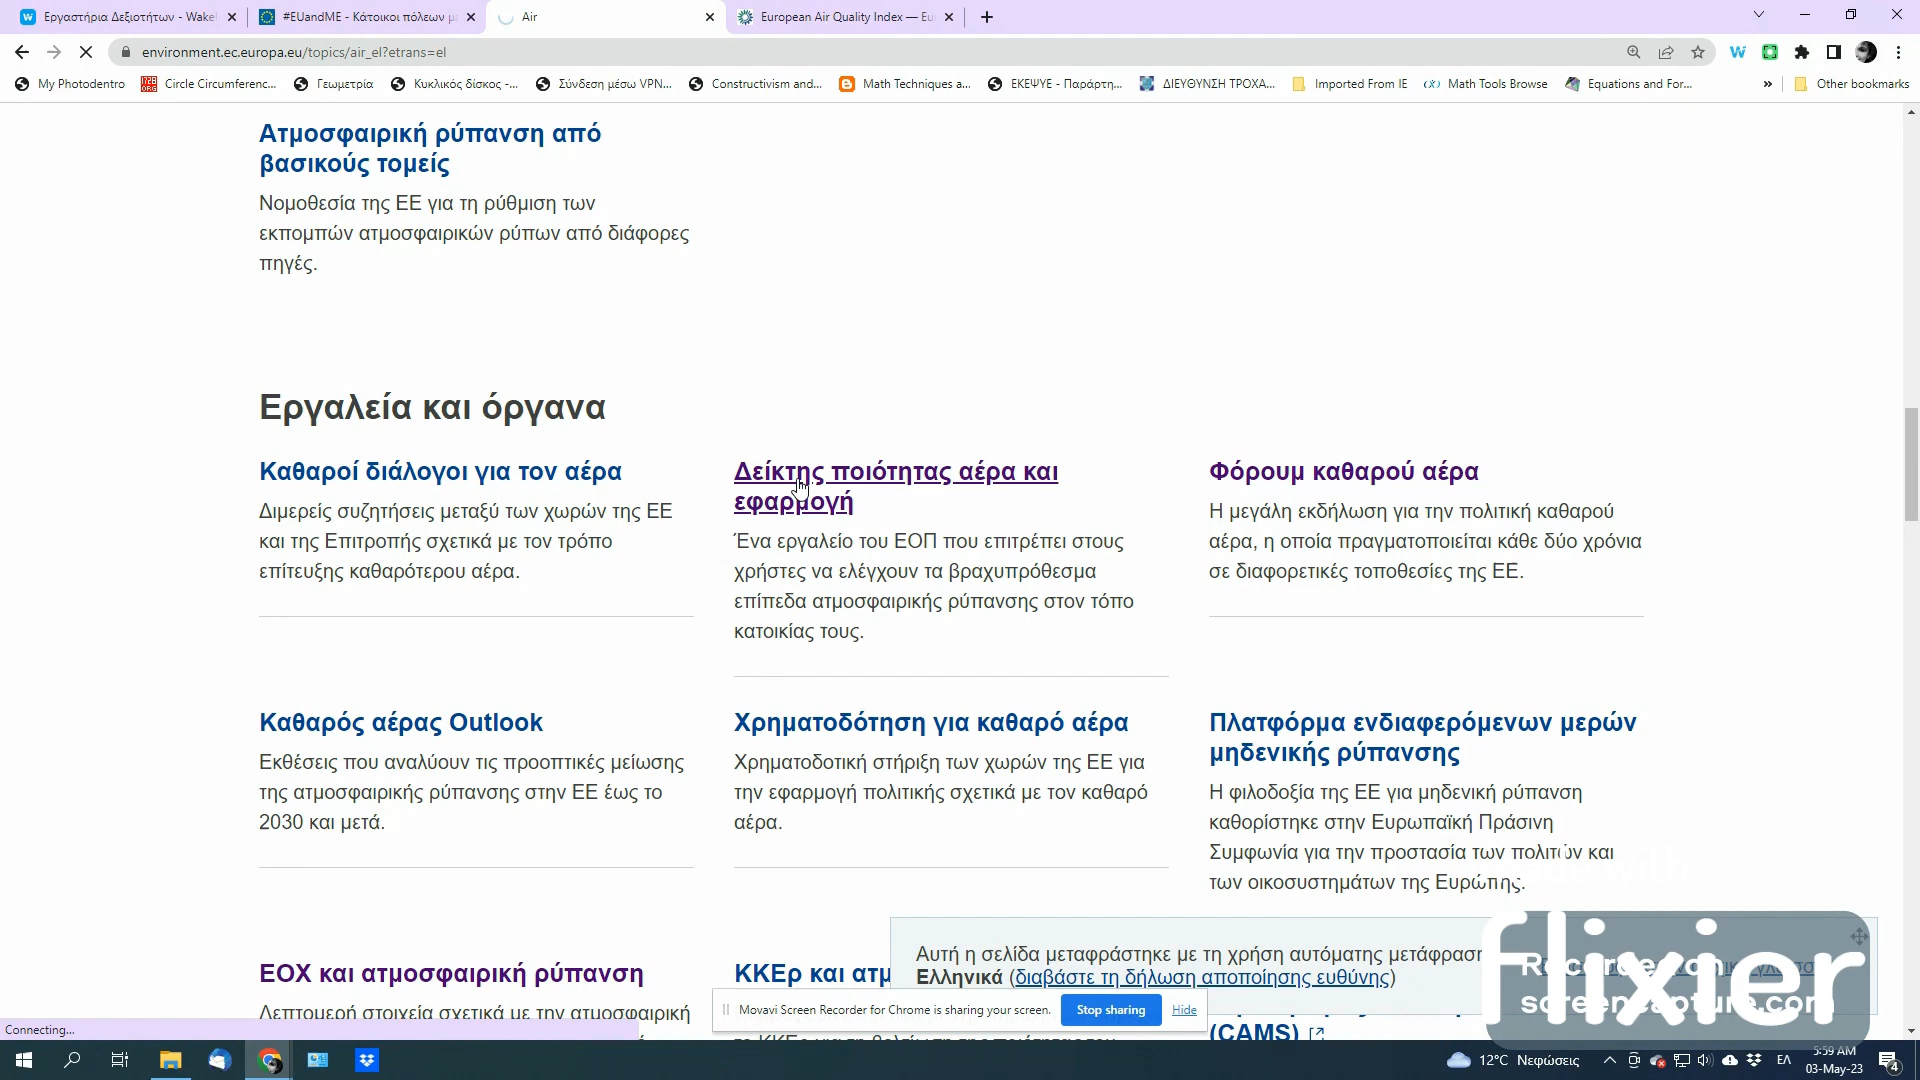 Εργαστήρια Δεξιοτήτων - Wakel
#EUandME - Κάτοικοι πόλεων με
Air
European Air Quality Index — Eu
environment.ec.europa.eu/topics/air_el?etrans=el
My Photodentro
Circle Circumferenc...
Γεωμετρία
Κυκλικός δίσκος -...
Σύνδεση μέσω VPN...
Constructivism and...
Math Techniques a...
ΕΚΕΨΥΕ - Παράρτη...
ΔΙΕΥΘΥΝΣΗ ΤΡΟΧΑ...
Imported From IE
Math Tools Browse
Equations and For...
»
Other bookmarks
Ατμοσφαιρική ρύπανση από
βασικούς τομείς
Νομοθεσία της ΕΕ για τη ρύθμιση των
εκπομπών ατμοσφαιρικών ρύπων από διάφορες
πηγές.
Εργαλεία και όργανα
Καθαροί διάλογοι για τον αέρα
Διμερείς συζητήσεις μεταξύ των χωρών της ΕΕ
και της Επιτροπής σχετικά με τον τρόπο
επίτευξης καθαρότερου αέρα.
Δείκτης ποιότητας αέρα και
εφαρμογή
Ένα εργαλείο του ΕΟΠ που επιτρέπει στους
χρήστες να ελέγχουν τα βραχυπρόθεσμα
επίπεδα ατμοσφαιρικής ρύπανσης στον τόπο
κατοικίας τους.
Φόρουμ καθαρού αέρα
Η μεγάλη εκδήλωση για την πολιτική καθαρού
αέρα, η οποία πραγματοποιείται κάθε δύο χρόνια
σε διαφορετικές τοποθεσίες της ΕΕ.
Καθαρός αέρας Outlook
Εκθέσεις που αναλύουν τις προοπτικές μείωσης
της ατμοσφαιρικής ρύπανσης στην ΕΕ έως το
2030 και μετά.
Χρηματοδότηση για καθαρό αέρα
Χρηματοδοτική στήριξη των χωρών της ΕΕ για
την εφαρμογή πολιτικής σχετικά με τον καθαρό
αέρα.
Πλατφόρμα ενδιαφερόμενων μερών
μηδενικής ρύπανσης
Η φιλοδοξία της ΕΕ για μηδενική ρύπανση
καθορίστηκε στην Ευρωπαϊκή Πράσινη
Συμφωνία για την προστασία των πολιτών και
των οικοσυστημάτων της Ευρώπης.
with
ΕΟΧ και ατμοσφαιρική ρύπανση
Λεπτομερή στοιχεία σχετικά με την ατμοσφαιρική
ΚΚΕρ και ατμ
(CAMS)
Αυτή η σελίδα μεταφράστηκε με τη χρήση αυτόματης μετάφρασ
Ελληνικά (διαβάστε τη δήλωση αποποίησης ευθύνης)
flixier
screencapture.com
Movavi Screen Recorder for Chrome is sharing your screen.
Stop sharing
Hide
Connecting...
12°C Νεφώσεις
ΕΛ
5:59 AM
03-May-23
4